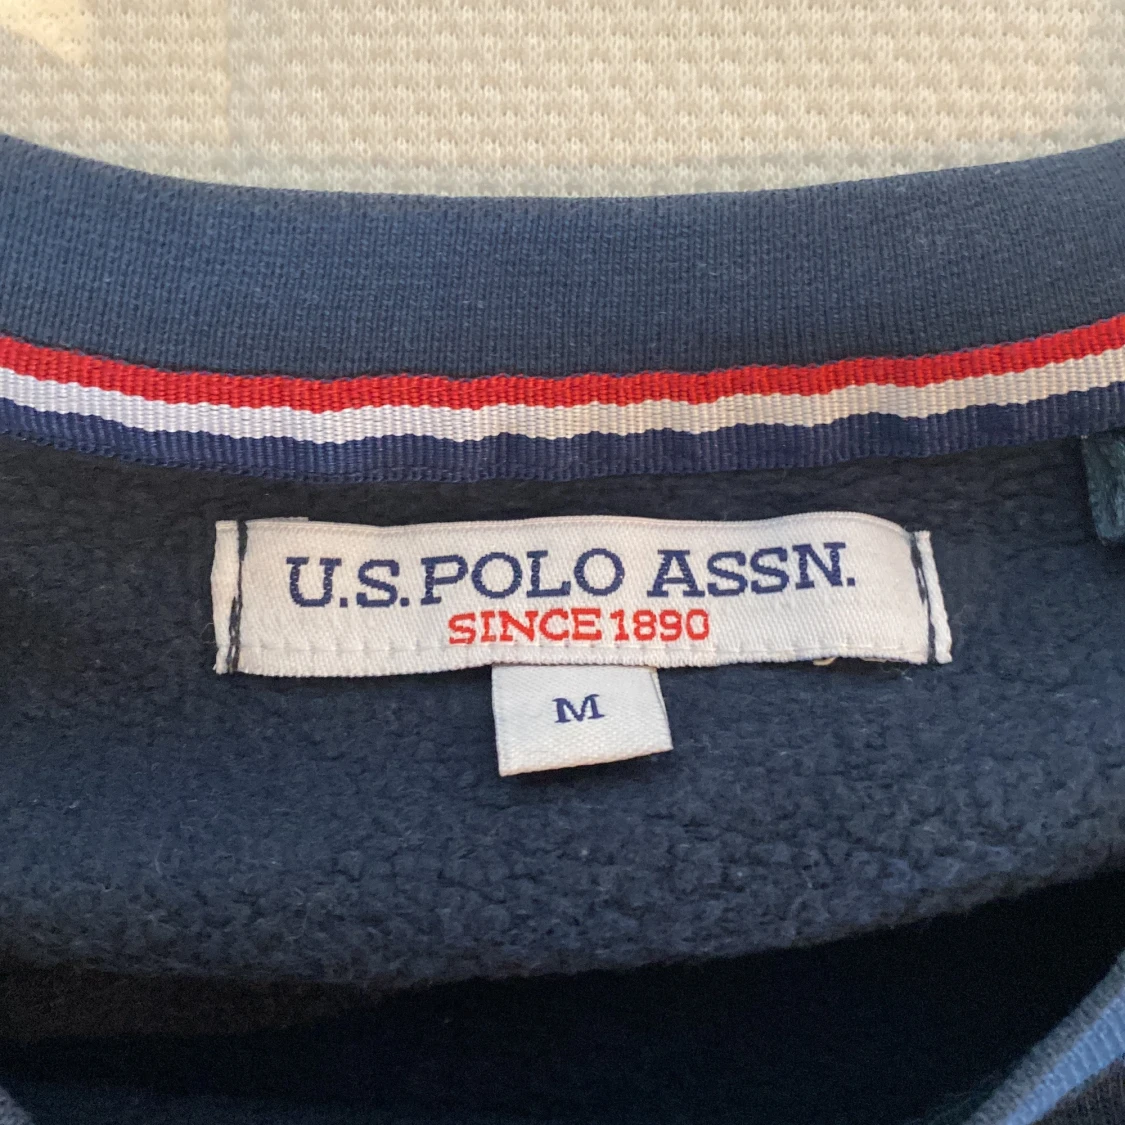 U.S. POLO ASSN.
SINCE 1890
M